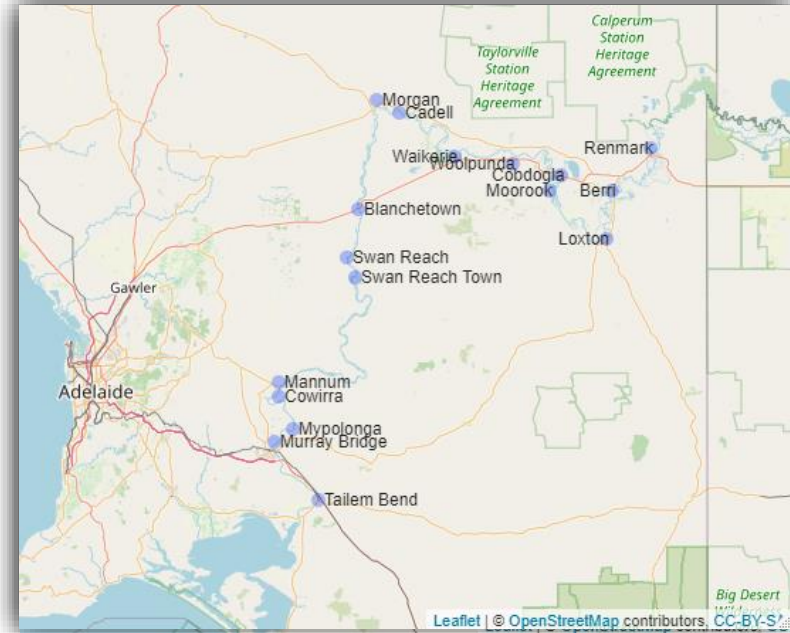 Calperum
Station
Heritage
Agreement
Taylorville
Station
Heritage
Agreement
Morgan
Cadell
Renmark
Waikerie
Woolpunda
Cobdogla
Moorook
Berri
Blanchetown
Loxton
Swan Reach
Swan Reach Town
Gawler
Mannum
Cowirra
Adelaide
Mypolonga
Murray Bridge
Tailem Bend
Big Desert
Wilderness
Leaflet | © OpenStreetMap contributors, CC-BY-SA